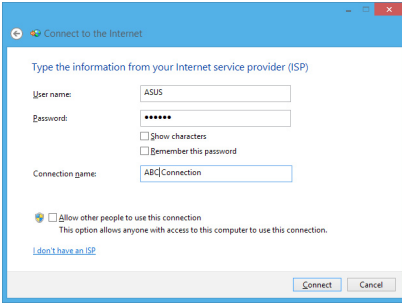 Connect to the Internet
Type the information from your Internet service provider (ISP)
User name: ASUS
Password: ••••••
Show characters
Remember this password
Connection name: ABC Connection
Allow other people to use this connection
This option allows anyone with access to this computer to use this connection.
I don't have an ISP
Connect Cancel